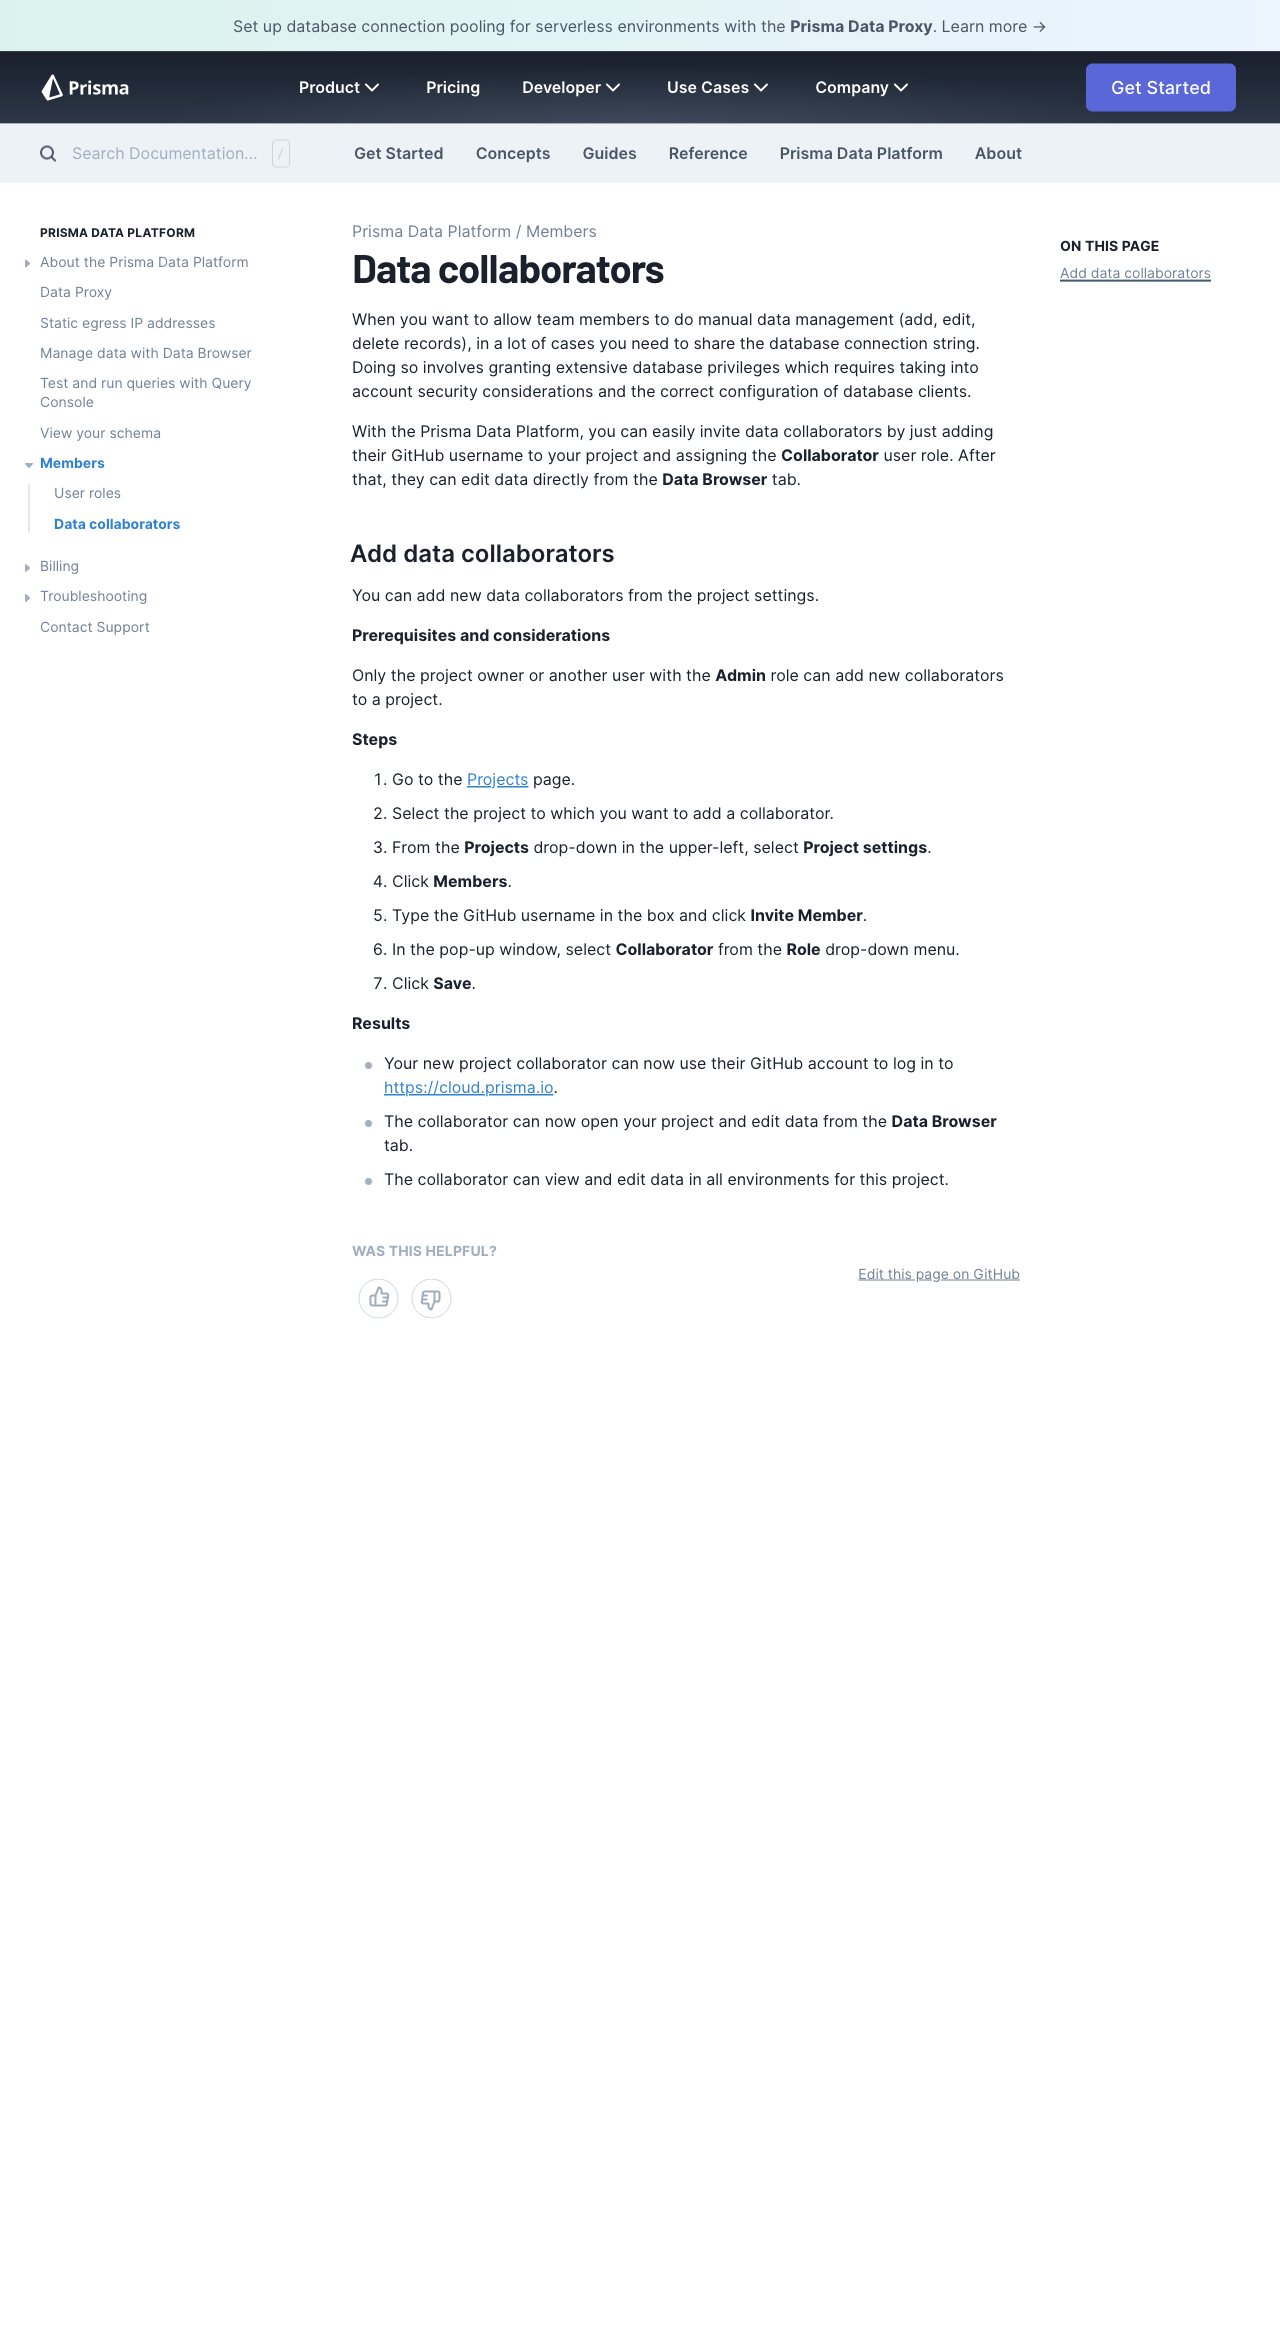 Set up database connection pooling for serverless environments with the Prisma Data Proxy. Learn more →
Prisma
Product
Pricing
Developer
Use Cases
Company
Get Started
Search Documentation... /
Get Started
Concepts
Guides
Reference
Prisma Data Platform
About
PRISMA DATA PLATFORM
About the Prisma Data Platform
Data Proxy
Static egress IP addresses
Manage data with Data Browser
Test and run queries with Query
Console
View your schema
Members
User roles
Data collaborators
Billing
Troubleshooting
Contact Support
Prisma Data Platform / Members
Data collaborators
When you want to allow team members to do manual data management (add, edit,
delete records), in a lot of cases you need to share the database connection string.
Doing so involves granting extensive database privileges which requires taking into
account security considerations and the correct configuration of database clients.
With the Prisma Data Platform, you can easily invite data collaborators by just adding
their GitHub username to your project and assigning the Collaborator user role. After
that, they can edit data directly from the Data Browser tab.
Add data collaborators
You can add new data collaborators from the project settings.
Prerequisites and considerations
Only the project owner or another user with the Admin role can add new collaborators
to a project.
Steps
1. Go to the Projects page.
2. Select the project to which you want to add a collaborator.
3. From the Projects drop-down in the upper-left, select Project settings.
4. Click Members.
5. Type the GitHub username in the box and click Invite Member.
6. In the pop-up window, select Collaborator from the Role drop-down menu.
7. Click Save.
Results
Your new project collaborator can now use their GitHub account to log in to
https://cloud.prisma.io.
The collaborator can now open your project and edit data from the Data Browser
tab.
The collaborator can view and edit data in all environments for this project.
WAS THIS HELPFUL?
Edit this page on GitHub
ON THIS PAGE
Add data collaborators